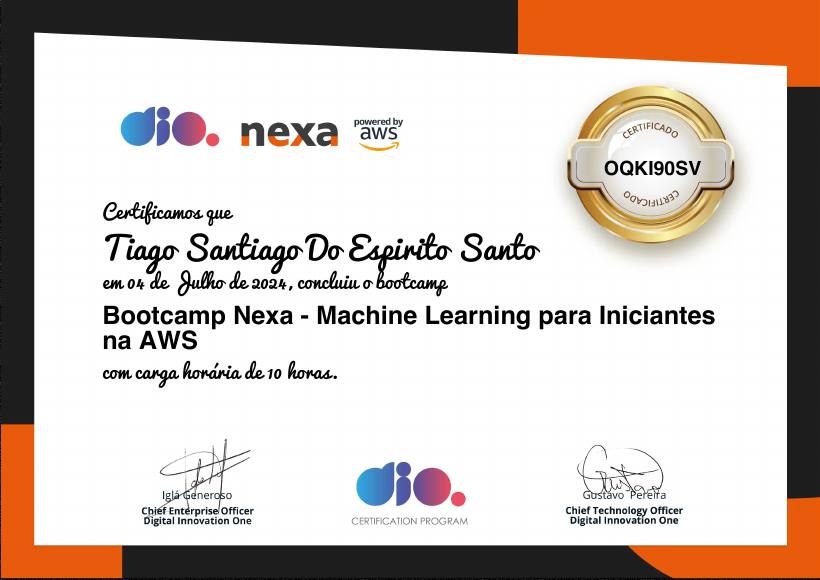 dio.
nexa
powered by
aws
CERTIFICADO
OQKI90SV
CERTIFICADO
Certificamos que
Tiago Santiago Do Espirito Santo
em 04 de Julho de 2024, concluiu o bootcamp
Bootcamp Nexa - Machine Learning para Iniciantes
na AWS
com carga horária de 10 horas.
Iglá Generoso
Chief Enterprise Officer
Digital Innovation One
dio.
CERTIFICATION PROGRAM
Gustavo Pereira
Chief Technology Officer
Digital Innovation One